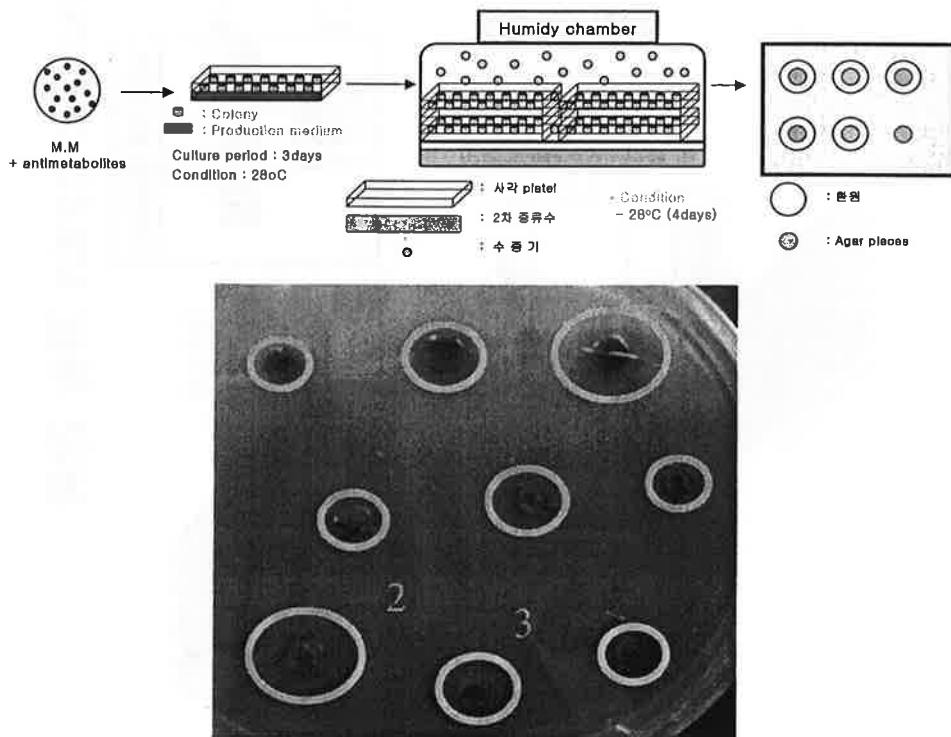 Humidy chamber
M.M
+ antimetabolites
: Colony
: Production medium
Culture period : 3days
Condition : 28oC
: 사각 platel
: 2차 증류수
: 수 증 기
• Condition
- 28°C (4days)
: 환원
: Agar pieces
2
3